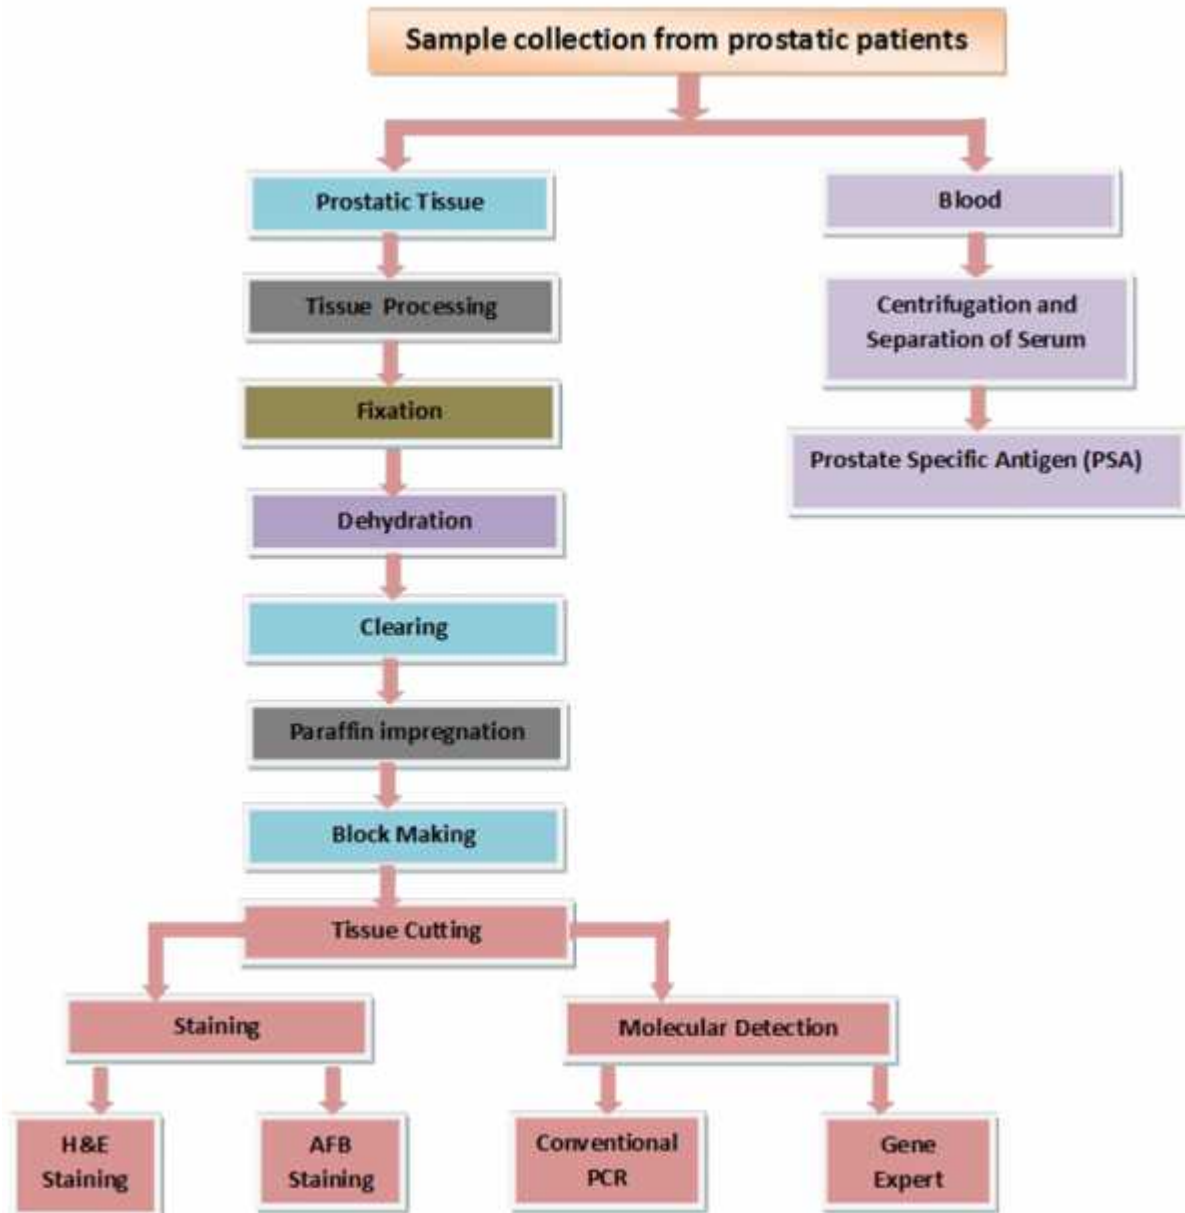 Sample collection from prostatic patients
Prostatic Tissue
Blood
Tissue Processing
Centrifugation and
Separation of Serum
Fixation
Prostate Specific Antigen (PSA)
Dehydration
Clearing
Paraffin impregnation
Block Making
Tissue Cutting
Staining
Molecular Detection
H&E
Staining
AFB
Staining
Conventional
PCR
Gene
Expert